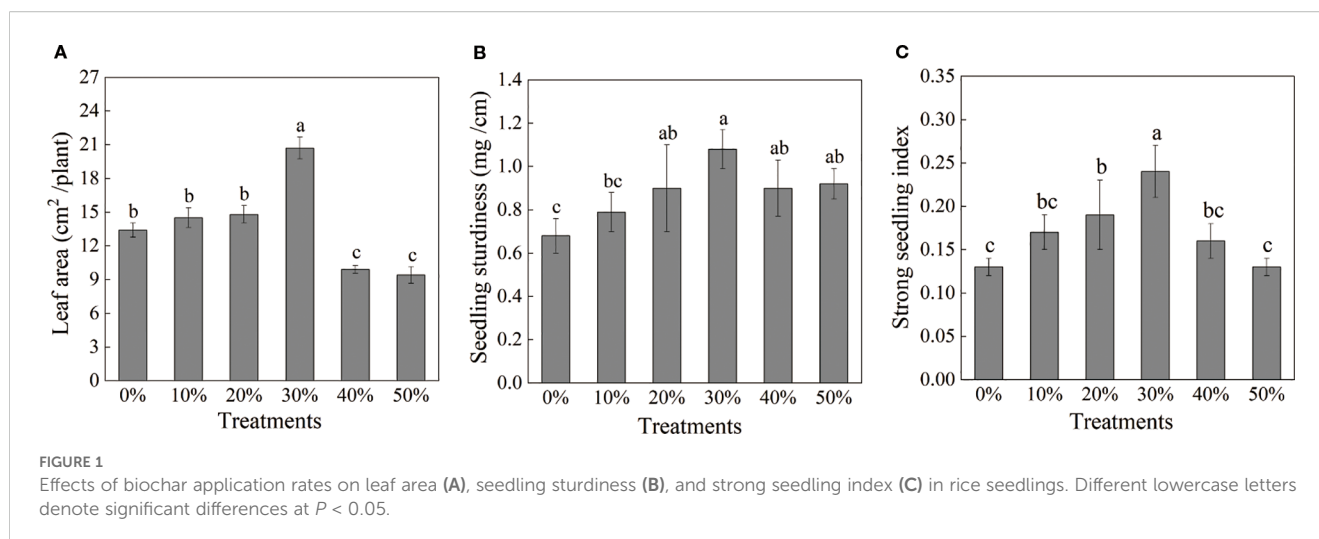 A
B
C
27
24
21
18
15
12
9
6
3
0
Leaf area (cm² /plant)
b
b
b
a
c
c
0% 10% 20% 30% 40% 50%
Treatments
1.4
1.2
1.0
0.8
0.6
0.4
0.2
0.0
Seedling sturdiness (mg /cm)
c
bc
ab
a
ab
ab
0% 10% 20% 30% 40% 50%
Treatments
0.35
0.30
0.25
0.20
0.15
0.10
0.05
0.00
Strong seedling index
c
bc
b
a
bc
c
0% 10% 20% 30% 40% 50%
Treatments
FIGURE 1
Effects of biochar application rates on leaf area (A), seedling sturdiness (B), and strong seedling index (C) in rice seedlings. Different lowercase letters
denote significant differences at P < 0.05.